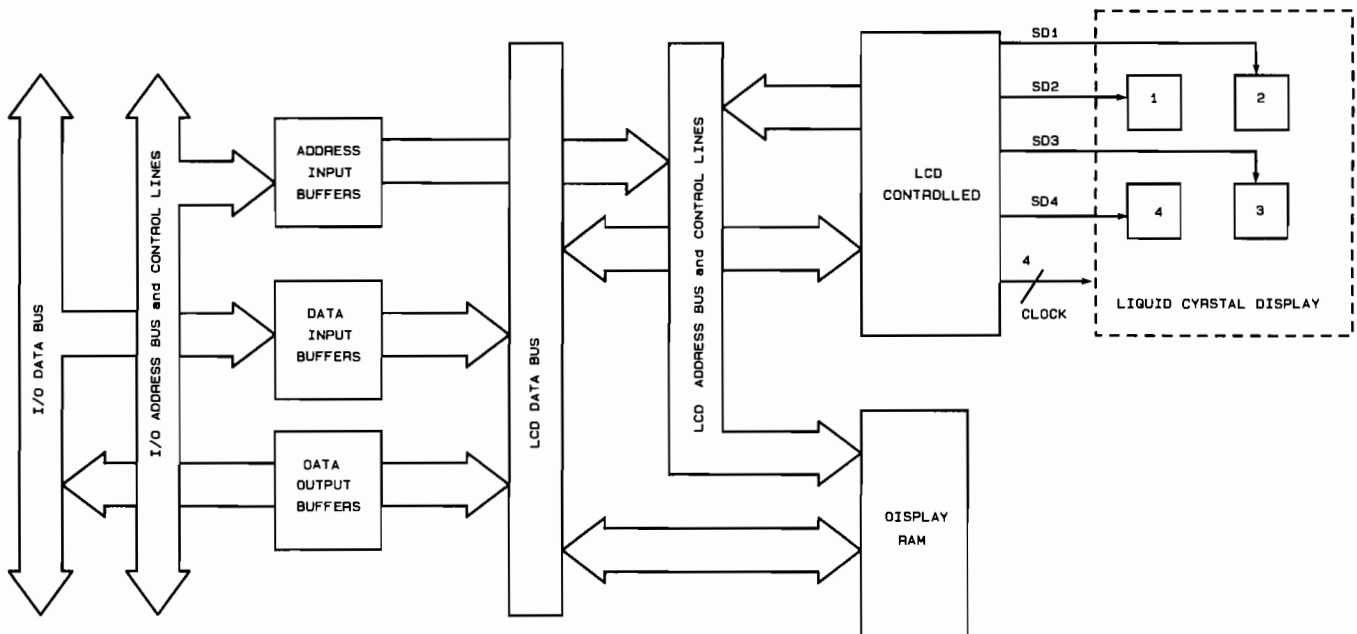 I/O DATA BUS
I/O ADDRESS BUS and CONTROL LINES
ADDRESS
INPUT
BUFFERS
DATA
INPUT
BUFFERS
DATA
OUTPUT
BUFFERS
LCD DATA BUS
LCD ADDRESS BUS and CONTROL LINES
LCD
CONTROLLED
DISPLAY
RAM
SD1
SD2
SD3
SD4
4
CLOCK
1
2
4
3
LIQUID CYRSTAL DISPLAY